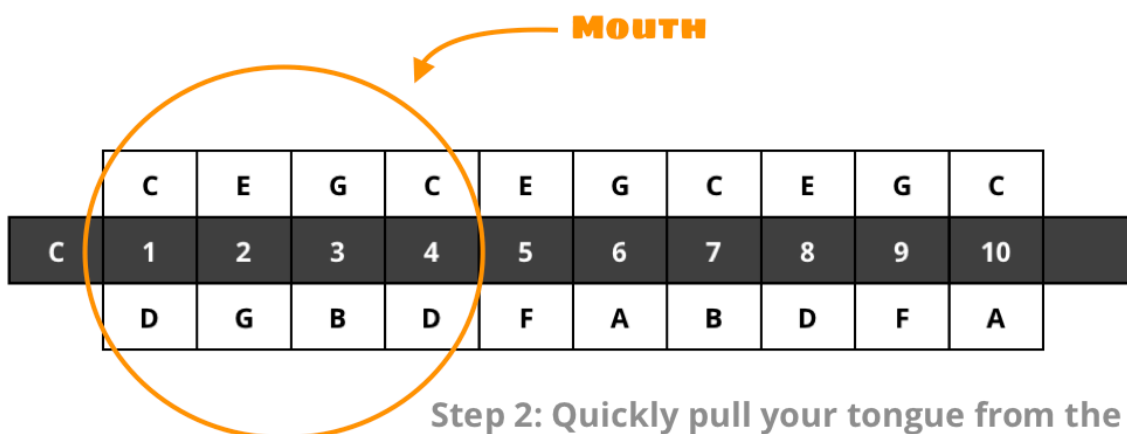 Mouth
C E G C E G C E G C
C 1 2 3 4 5 6 7 8 9 10
D G B D F A B D F A
Step 2: Quickly pull your tongue from the